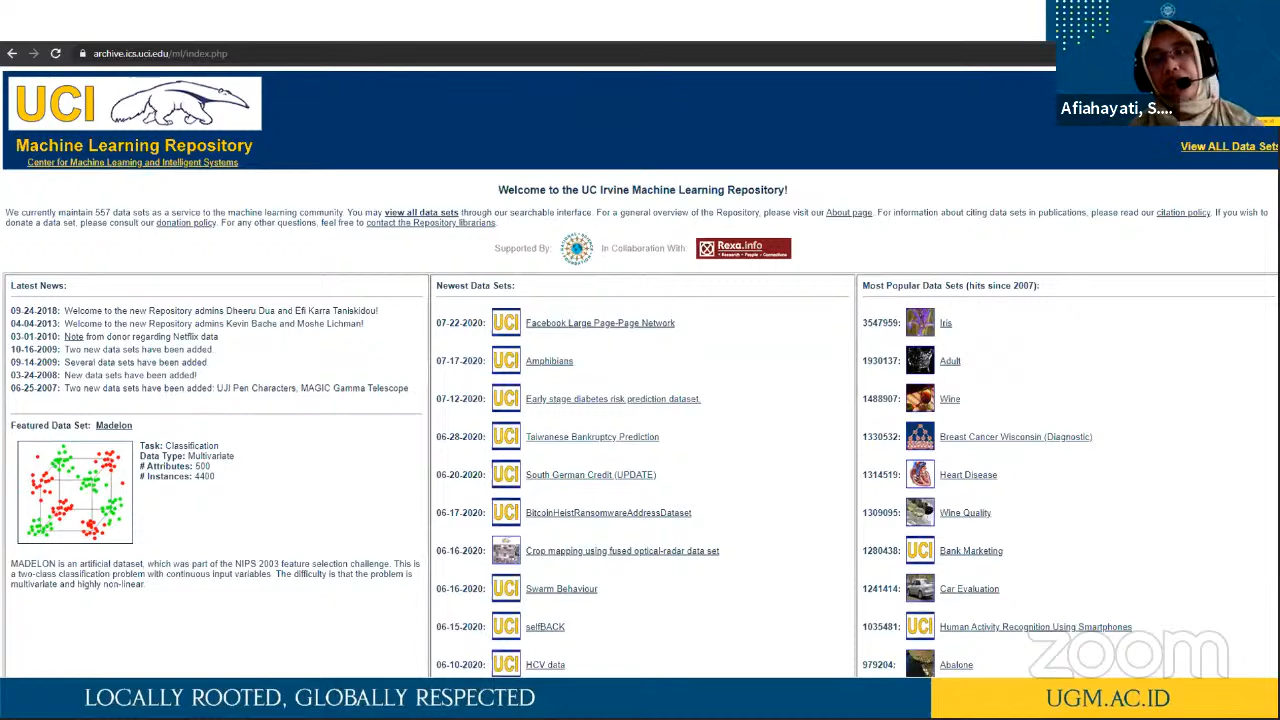 archive.ics.uci.edu/ml/index.php
Afiahayati, S....
UCI
Machine Learning Repository
Center for Machine Learning and Intelligent Systems
View ALL Data Sets
Welcome to the UC Irvine Machine Learning Repository!
We currently maintain 557 data sets as a service to the machine learning community. You may view all data sets through our searchable interface. For a general overview of the Repository, please visit our About page. For information about citing data sets in publications, please read our citation policy. If you wish to
donate a data set, please consult our donation policy. For any other questions, feel free to contact the Repository librarians.
Supported By: In Collaboration With: Rexa.info
Research • People • Connections
Latest News:
09-24-2018: Welcome to the new Repository admins Dheeru Dua and Efi Karra Taniskidou!
04-04-2013: Welcome to the new Repository admins Kevin Bache and Moshe Lichman!
03-01-2010: Note from donor regarding Netflix data
10-16-2009: Two new data sets have been added.
09-14-2009: Several data sets have been added.
03-24-2008: New data sets have been added!
06-25-2007: Two new data sets have been added: UJI Pen Characters, MAGIC Gamma Telescope
Featured Data Set: Madelon
Task: Classification
Data Type: Multivariate
# Attributes: 500
# Instances: 4400
MADELON is an artificial dataset, which was part of the NIPS 2003 feature selection challenge. This is
a two-class classification problem with continuous input variables. The difficulty is that the problem is
multivariate and highly non-linear.
Newest Data Sets:
07-22-2020: UCI Facebook Large Page-Page Network
07-17-2020: UCI Amphibians
07-12-2020: UCI Early stage diabetes risk prediction dataset.
06-28-2020: UCI Taiwanese Bankruptcy Prediction
06-20-2020: UCI South German Credit (UPDATE)
06-17-2020: UCI BitcoinHeistRansomwareAddressDataset
06-16-2020: Crop mapping using fused optical-radar data set
06-16-2020: UCI Swarm Behaviour
06-15-2020: UCI selfBACK
06-10-2020: UCI HCV data
Most Popular Data Sets (hits since 2007):
3547959: Iris
1930137: Adult
1488907: Wine
1330532: Breast Cancer Wisconsin (Diagnostic)
1314519: Heart Disease
1309095: Wine Quality
1280438: UCI Bank Marketing
1241414: Car Evaluation
1035481: UCI Human Activity Recognition Using Smartphones
979204: Abalone
zoom
LOCALLY ROOTED, GLOBALLY RESPECTED
UGM.AC.ID